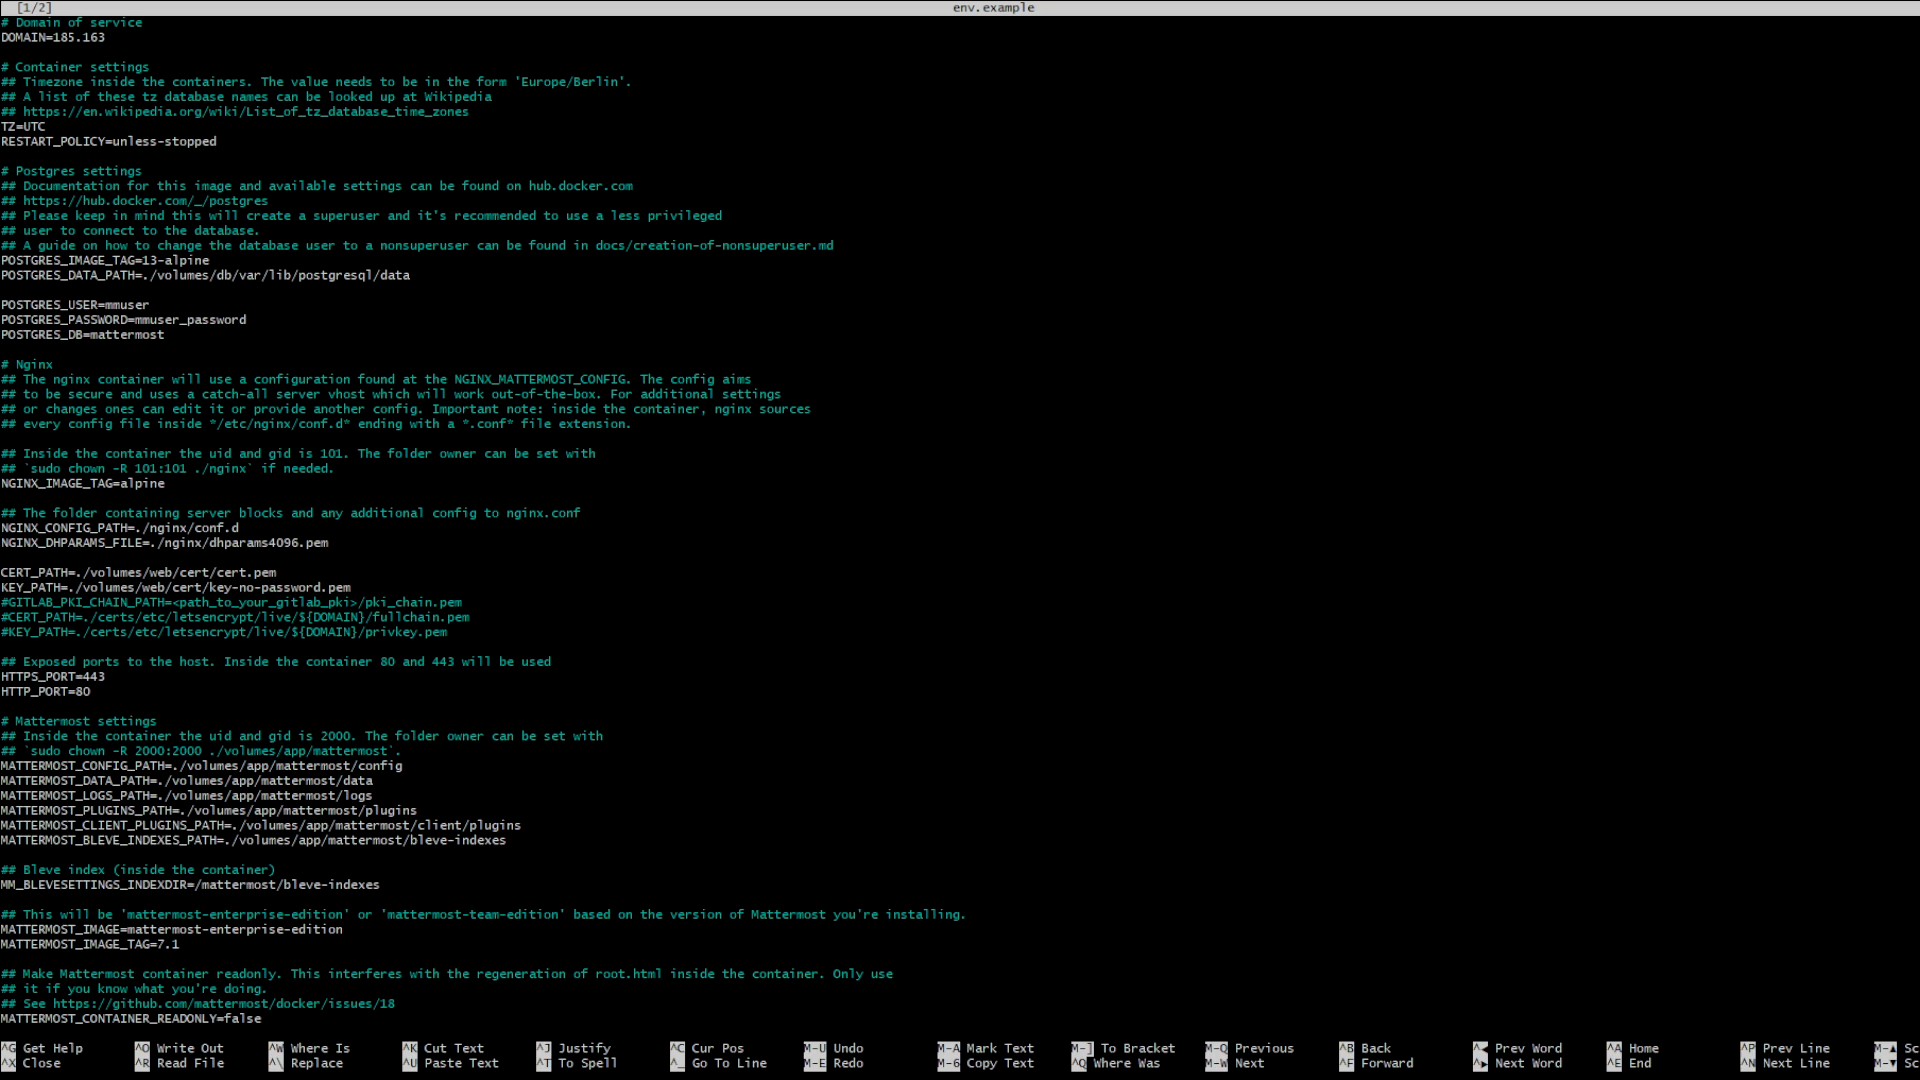 [1/2] env.example
# Domain of service
DOMAIN=185.163

# Container settings
## Timezone inside the containers. The value needs to be in the form 'Europe/Berlin'.
## A list of these tz database names can be looked up at Wikipedia
## https://en.wikipedia.org/wiki/List_of_tz_database_time_zones
TZ=UTC
RESTART_POLICY=unless-stopped

# Postgres settings
## Documentation for this image and available settings can be found on hub.docker.com
## https://hub.docker.com/_/postgres
## Please keep in mind this will create a superuser and it's recommended to use a less privileged
## user to connect to the database.
## A guide on how to change the database user to a nonsuperuser can be found in docs/creation-of-nonsuperuser.md
POSTGRES_IMAGE_TAG=13-alpine
POSTGRES_DATA_PATH=./volumes/db/var/lib/postgresql/data

POSTGRES_USER=mmuser
POSTGRES_PASSWORD=mmuser_password
POSTGRES_DB=mattermost

# Nginx
## The nginx container will use a configuration found at the NGINX_MATTERMOST_CONFIG. The config aims
## to be secure and uses a catch-all server vhost which will work out-of-the-box. For additional settings
## or changes ones can edit it or provide another config. Important note: inside the container, nginx sources
## every config file inside */etc/nginx/conf.d* ending with a *.conf* file extension.

## Inside the container the uid and gid is 101. The folder owner can be set with
## `sudo chown -R 101:101 ./nginx` if needed.
NGINX_IMAGE_TAG=alpine

## The folder containing server blocks and any additional config to nginx.conf
NGINX_CONFIG_PATH=./nginx/conf.d
NGINX_DHPARAMS_FILE=./nginx/dhparams4096.pem

CERT_PATH=./volumes/web/cert/cert.pem
KEY_PATH=./volumes/web/cert/key-no-password.pem
#GITLAB_PKI_CHAIN_PATH=<path_to_your_gitlab_pki>/pki_chain.pem
#CERT_PATH=./certs/etc/letsencrypt/live/${DOMAIN}/fullchain.pem
#KEY_PATH=./certs/etc/letsencrypt/live/${DOMAIN}/privkey.pem

## Exposed ports to the host. Inside the container 80 and 443 will be used
HTTPS_PORT=443
HTTP_PORT=80

# Mattermost settings
## Inside the container the uid and gid is 2000. The folder owner can be set with
## `sudo chown -R 2000:2000 ./volumes/app/mattermost`.
MATTERMOST_CONFIG_PATH=./volumes/app/mattermost/config
MATTERMOST_DATA_PATH=./volumes/app/mattermost/data
MATTERMOST_LOGS_PATH=./volumes/app/mattermost/logs
MATTERMOST_PLUGINS_PATH=./volumes/app/mattermost/plugins
MATTERMOST_CLIENT_PLUGINS_PATH=./volumes/app/mattermost/client/plugins
MATTERMOST_BLEVE_INDEXES_PATH=./volumes/app/mattermost/bleve-indexes

## Bleve index (inside the container)
MM_BLEVESETTINGS_INDEXDIR=/mattermost/bleve-indexes

## This will be 'mattermost-enterprise-edition' or 'mattermost-team-edition' based on the version of Mattermost you're installing.
MATTERMOST_IMAGE=mattermost-enterprise-edition
MATTERMOST_IMAGE_TAG=7.1

## Make Mattermost container readonly. This interferes with the regeneration of root.html inside the container. Only use
## it if you know what you're doing.
## See https://github.com/mattermost/docker/issues/18
MATTERMOST_CONTAINER_READONLY=false

^G Get Help ^O Write Out ^W Where Is ^K Cut Text ^J Justify ^C Cur Pos M-U Undo M-A Mark Text M-] To Bracket M-Q Previous ^B Back ^◀ Prev Word ^A Home ^P Prev Line M-▲ Sc
^X Close ^R Read File ^\ Replace ^U Paste Text ^T To Spell ^_ Go To Line M-E Redo M-6 Copy Text ^Q Where Was M-W Next ^F Forward ^▶ Next Word ^E End ^N Next Line M-▼ Sc